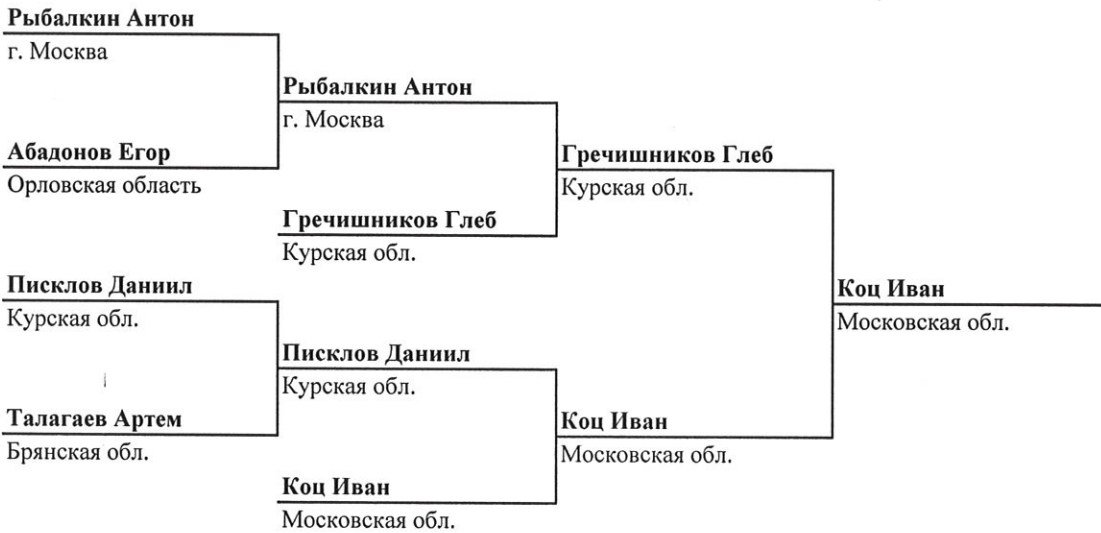 Рыбалкин Антон
г. Москва
Рыбалкин Антон
г. Москва
Абадонов Егор
Орловская область
Гречишников Глеб
Курская обл.
Гречишников Глеб
Курская обл.
Писклов Даниил
Курская обл.
Коц Иван
Московская обл.
Писклов Даниил
Курская обл.
Талагаев Артем
Брянская обл.
Коц Иван
Московская обл.
Коц Иван
Московская обл.